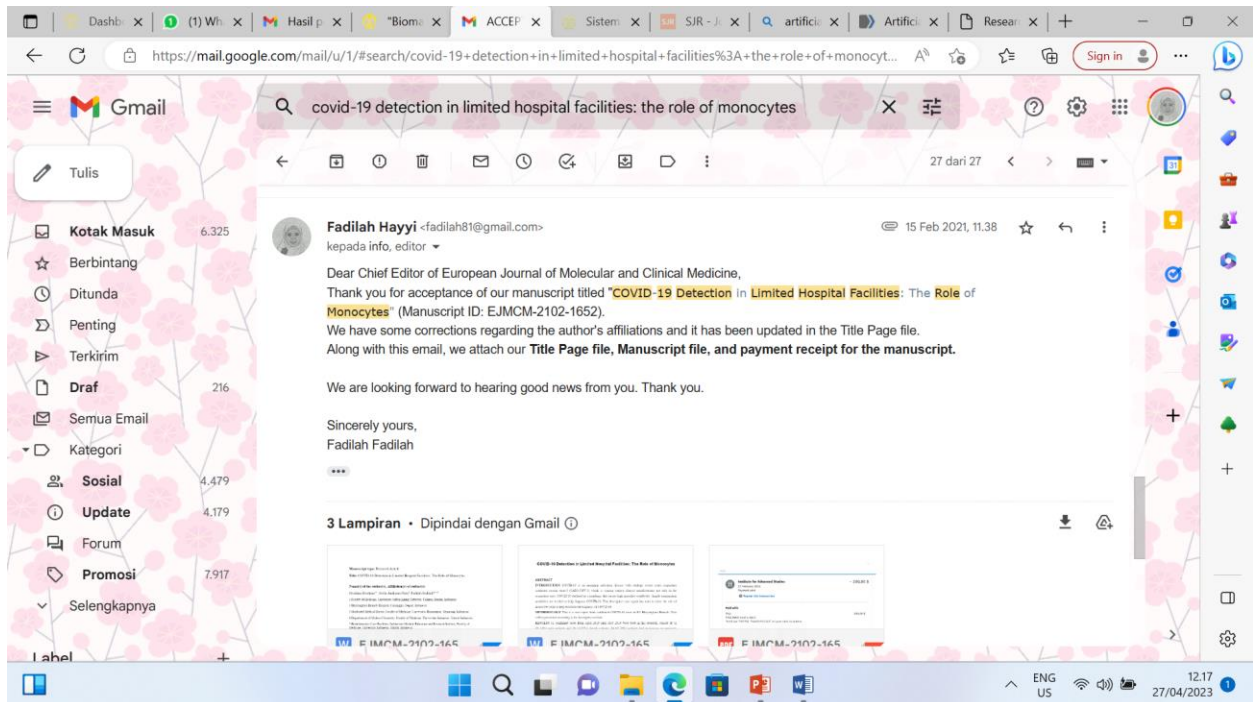 Dashb
(1) Wh
Hasil p
"Bioma
ACCEP
Sistem
SJR - J
artificia
Artifici
Resear
https://mail.google.com/mail/u/1/#search/covid-19+detection+in+limited+hospital+facilities%3A+the+role+of+monocyt...
Sign in
Gmail
covid-19 detection in limited hospital facilities: the role of monocytes
27 dari 27
Tulis
Kotak Masuk 6.325
Berbintang
Ditunda
Penting
Terkirim
Draf 216
Semua Email
Kategori
Sosial 4.479
Update 4.179
Forum
Promosi 7.917
Selengkapnya
Label
Fadilah Hayyi <fadilah81@gmail.com>
15 Feb 2021, 11.38
kepada info, editor
Dear Chief Editor of European Journal of Molecular and Clinical Medicine,
Thank you for acceptance of our manuscript titled "COVID-19 Detection in Limited Hospital Facilities: The Role of
Monocytes" (Manuscript ID: EJMCM-2102-1652).
We have some corrections regarding the author's affiliations and it has been updated in the Title Page file.
Along with this email, we attach our Title Page file, Manuscript file, and payment receipt for the manuscript.
We are looking forward to hearing good news from you. Thank you.
Sincerely yours,
Fadilah Fadilah
3 Lampiran • Dipindai dengan Gmail
COVID-19 Detection in Limited Hospital Facilities: The Role of Monocytes
EJMCM-2102-165...
EJMCM-2102-165...
EJMCM-2102-165...
31
ENG
US
12.17
27/04/2023
1